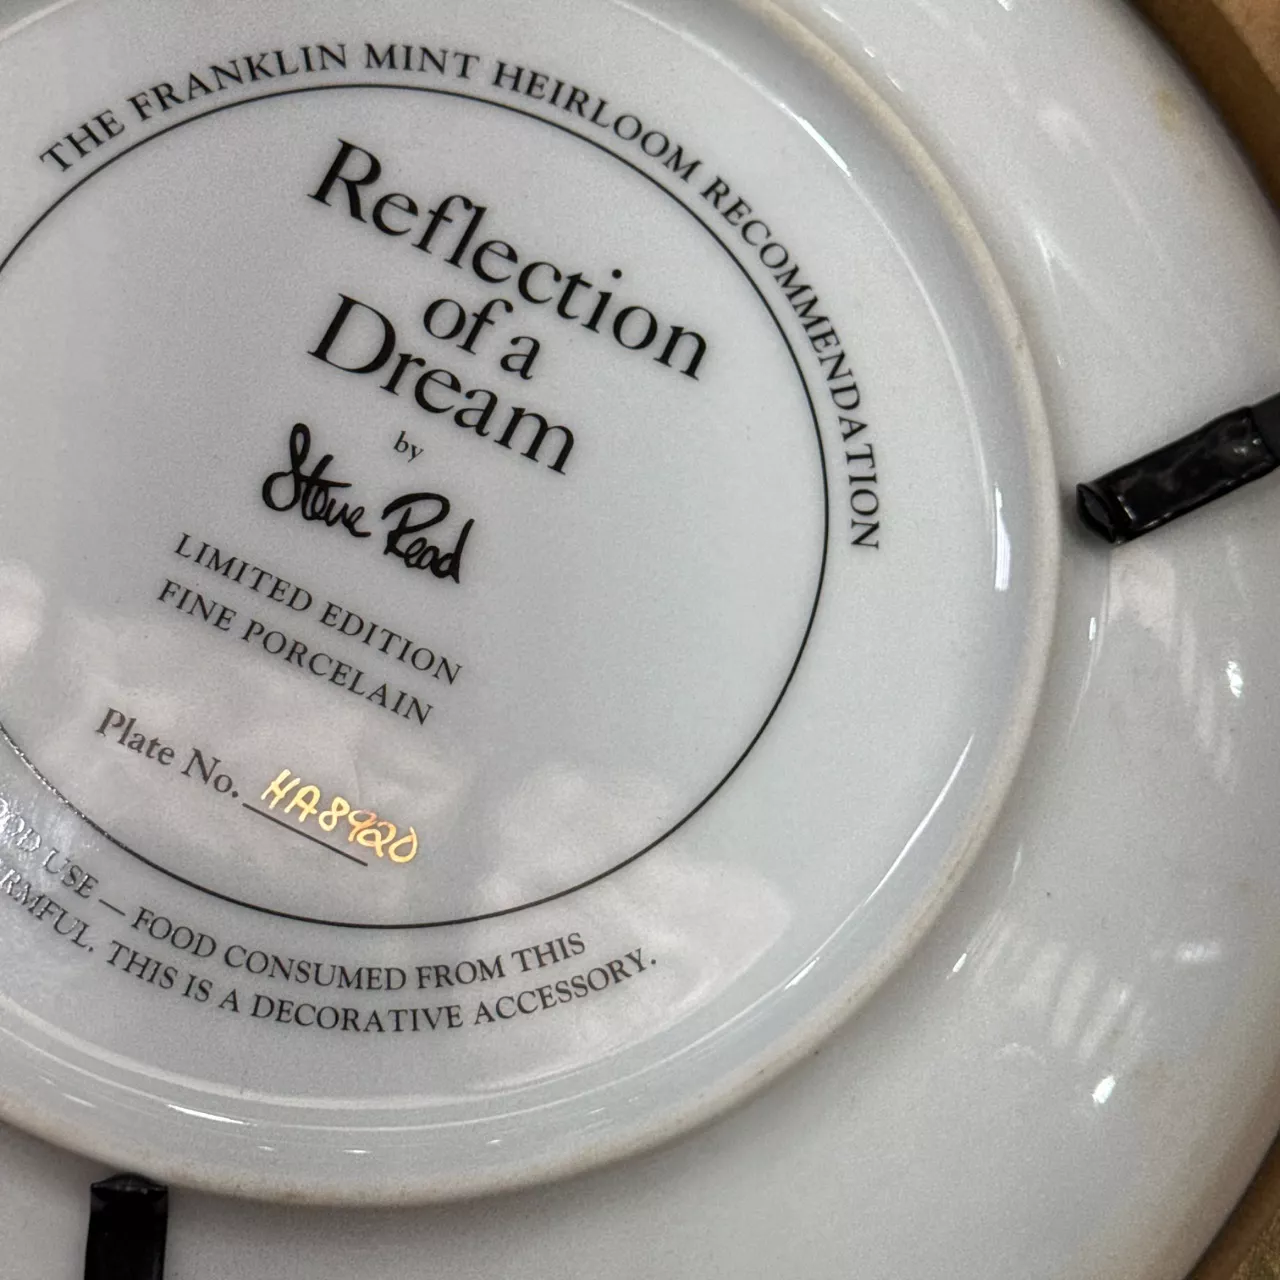 THE FRANKLIN MINT HEIRLOOM RECOMMENDATION
Reflection
of a
Dream
by
Steve Read
LIMITED EDITION
FINE PORCELAIN
Plate No. HA8920
USE — FOOD CONSUMED FROM THIS
THIS IS A DECORATIVE ACCESSORY.